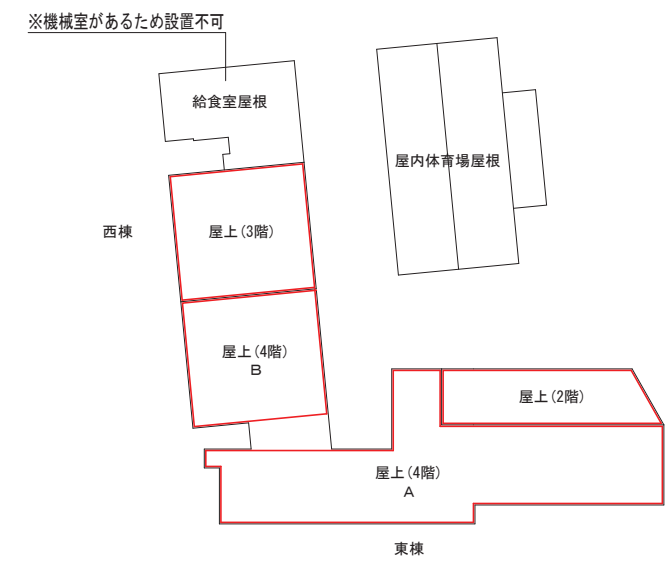 ※機械室があるため設置不可
給食室屋根
屋内体育場屋根
西棟
屋上(3階)
屋上(4階)
B
屋上(2階)
屋上(4階)
A
東棟